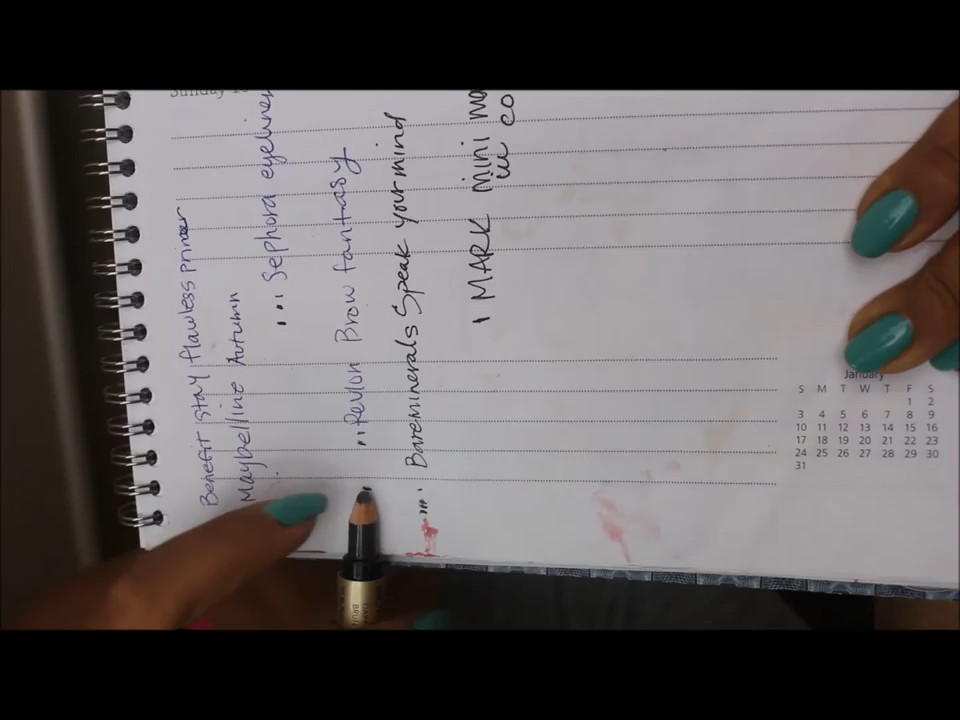 Benefit stay flawless primer
Maybelline Autumn
... Sephora eyeliner
.. Revlon Brow fantasy
.... Bareminerals Speak your mind
MARK mini
Sunday
January
S M T W T F S
1 2
3 4 5 6 7 8 9
10 11 12 13 14 15 16
17 18 19 20 21 22 23
24 25 26 27 28 29 30
31